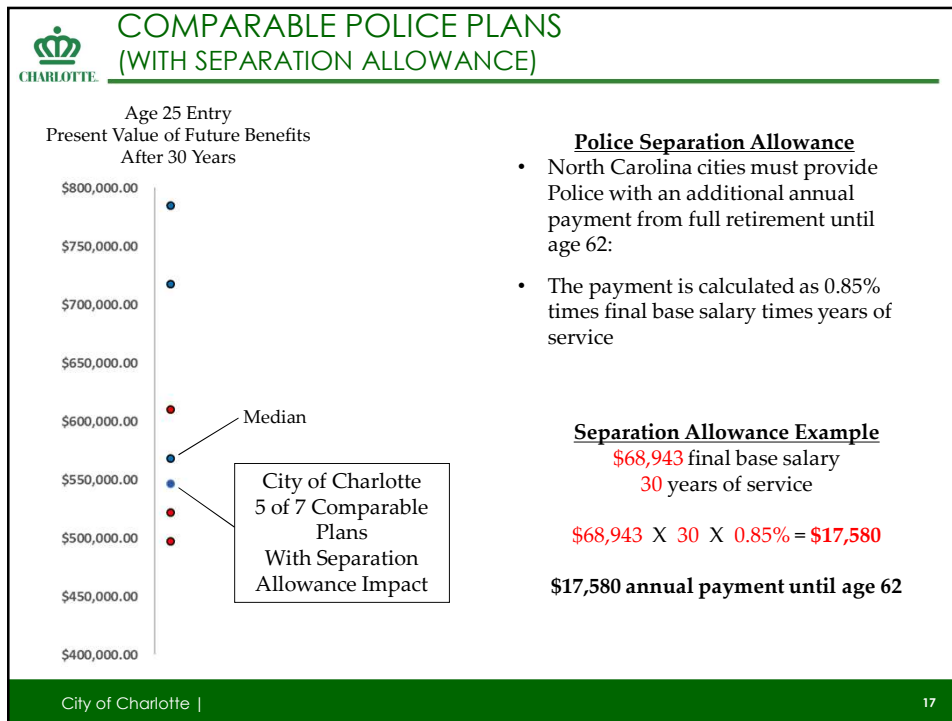 COMPARABLE POLICE PLANS
(WITH SEPARATION ALLOWANCE)
CHARLOTTE
Age 25 Entry
Present Value of Future Benefits
After 30 Years
$800,000.00
$750,000.00
$700,000.00
$650,000.00
$600,000.00
$550,000.00
$500,000.00
$450,000.00
$400,000.00
Median
City of Charlotte
5 of 7 Comparable
Plans
With Separation
Allowance Impact
Police Separation Allowance
• North Carolina cities must provide
Police with an additional annual
payment from full retirement until
age 62:
• The payment is calculated as 0.85%
times final base salary times years of
service
Separation Allowance Example
$68,943 final base salary
30 years of service
$68,943 X 30 X 0.85% = $17,580
$17,580 annual payment until age 62
City of Charlotte |
17